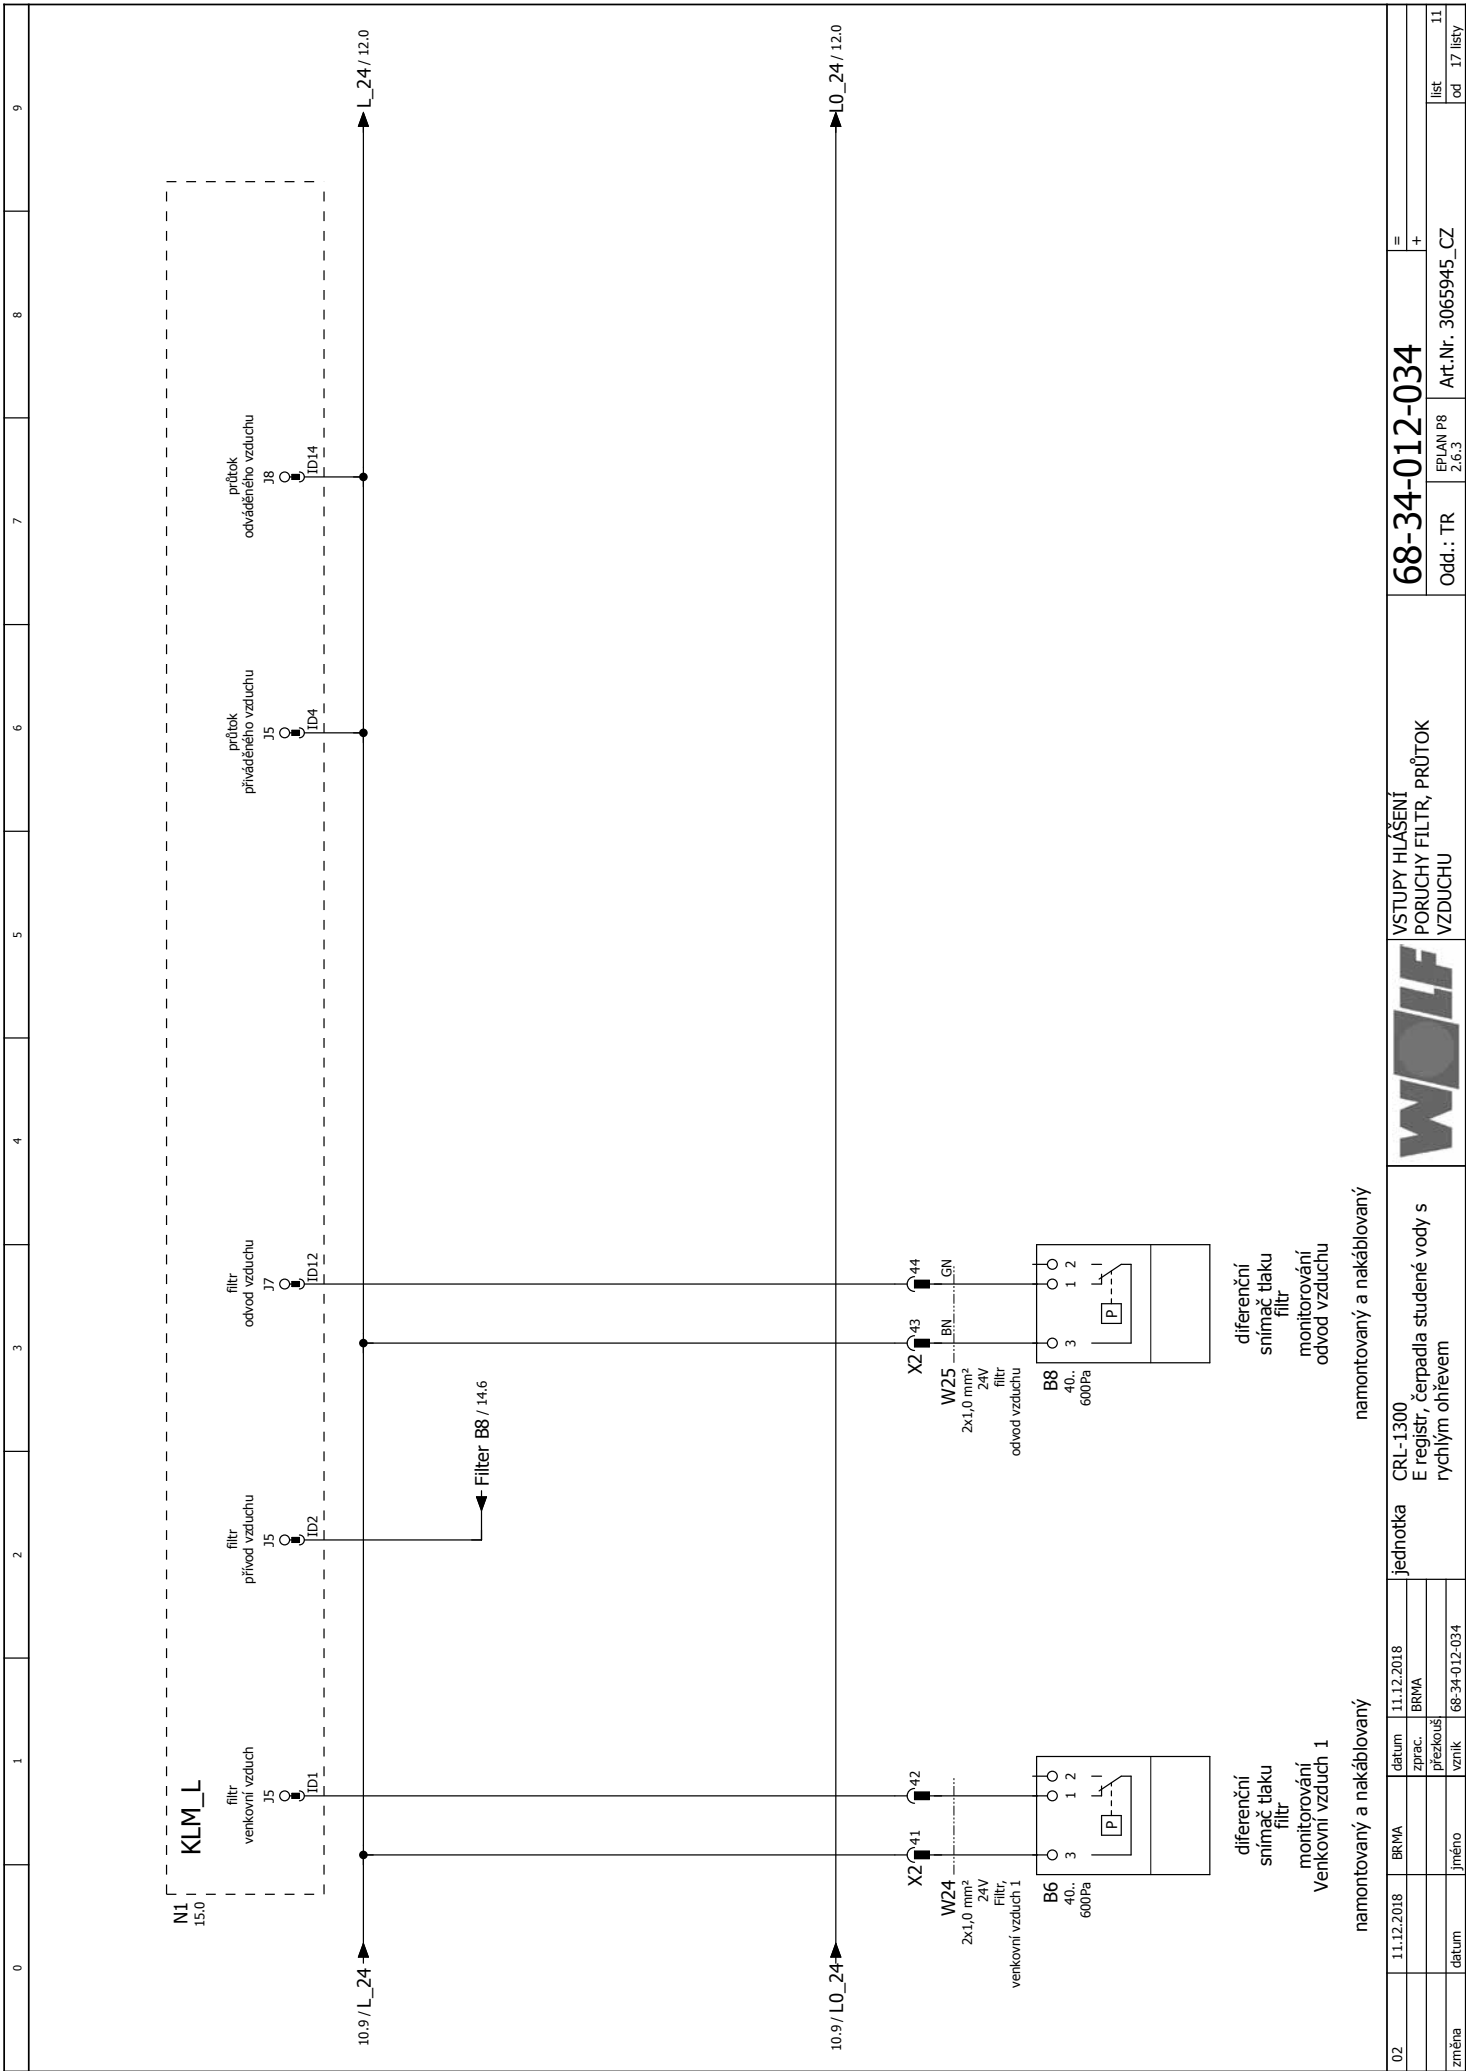 0 1 2 3 4 5 6 7 8 9
N1
15.0
KLM_L
filtr
venkovní vzduch
J5
ID1
filtr
přívod vzduchu
J5
ID2
filtr
odvod vzduchu
J7
ID12
průtok
přiváděného vzduchu
J5
ID4
průtok
odváděného vzduchu
J8
ID14
10.9 / L_24
L_24 / 12.0
Filter B8 / 14.6
10.9 / L0_24
L0_24 / 12.0
X2
41
42
W24
2x1,0 mm²
24V
Filtr,
venkovní vzduch 1
B6
40..
600Pa
3
1
2
P
diferenční
snímač tlaku
filtr
monitorování
Venkovní vzduch 1
namontovaný a nakáblovaný
X2
43
44
W25
BN
GN
2x1,0 mm²
24V
filtr
odvod vzduchu
B8
40..
600Pa
3
1
2
P
diferenční
snímač tlaku
filtr
monitorování
odvod vzduchu
namontovaný a nakáblovaný
02 11.12.2018 BRMA
změna datum jméno
datum 11.12.2018
zprac. BRMA
přezkouš.
vznik 68-34-012-034
jednotka CRL-1300
E registr, čerpadla studené vody s
rychlým ohřevem
WOLF
VSTUPY HLÁŠENÍ
PORUCHY FILTR, PRŮTOK
VZDUCHU
68-34-012-034
=
+
Odd.: TR
EPLAN P8
2.6.3
Art.Nr. 3065945_CZ
list 11
od 17 listy